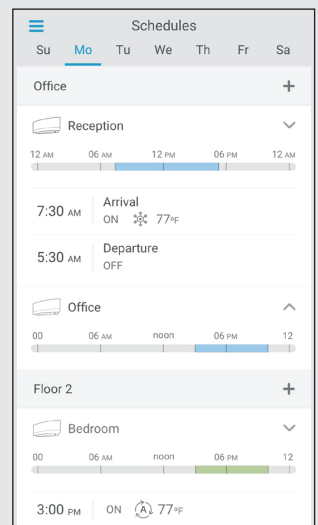 Schedules
Su Mo Tu We Th Fr Sa
Office +
Reception
12 AM 06 AM 12 PM 06 PM 12 AM
7:30 AM Arrival
ON 77°F
5:30 AM Departure
OFF
Office
00 06 AM noon 06 PM 12
Floor 2 +
Bedroom
00 06 AM noon 06 PM 12
3:00 PM ON A 77°F